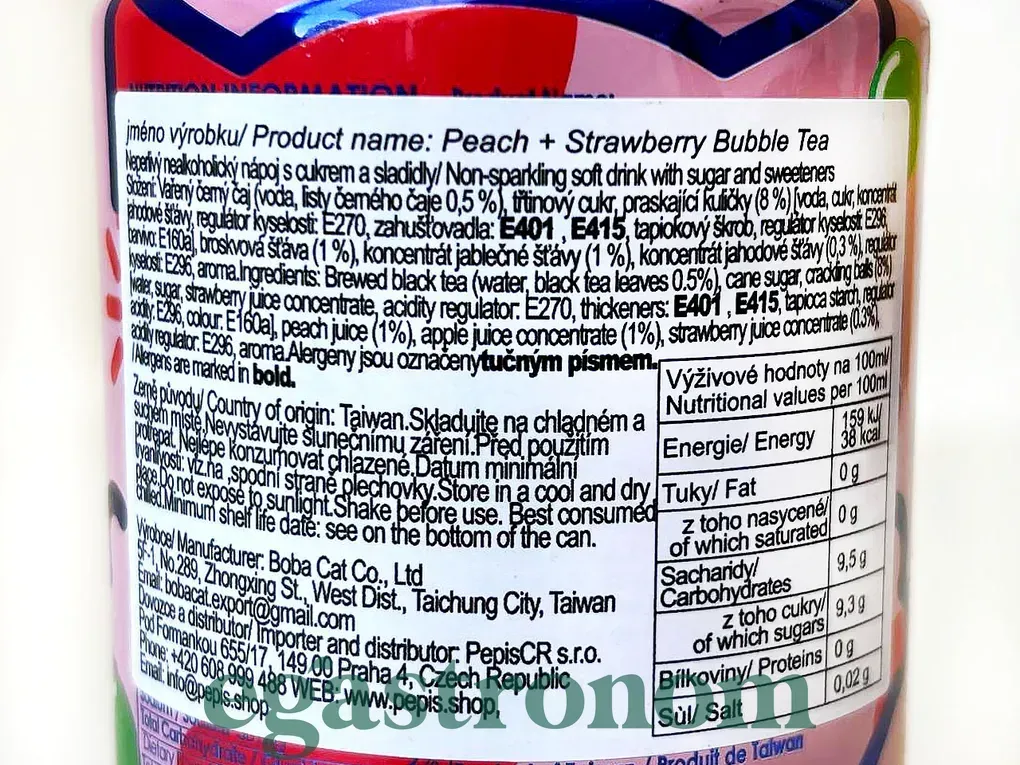 NUTRITION INFORMATION Product Name:
jméno výrobku/ Product name: Peach + Strawberry Bubble Tea
Neperlivý nealkoholický nápoj s cukrem a sladidly/ Non-sparkling soft drink with sugar and sweeteners
Složení: Vařený černý čaj (voda, listy černého čaje 0,5 %), třtinový cukr, praskající kuličky (8 %) [voda, cukr, koncentrát
jahodové šťávy, regulátor kyselosti: E270, zahušťovadla: E401 , E415, tapiokový škrob, regulátor kyselosti: E296,
barvivo: E160a], broskvová šťáva (1 %), koncentrát jablečné šťávy (1 %), koncentrát jahodové šťávy (0,3 %), regulátor
kyselosti: E296, aroma.Ingredients: Brewed black tea (water, black tea leaves 0.5%), cane sugar, cracking balls (8%)
water, sugar, strawberry juice concentrate, acidity regulator: E270, thickeners: E401 , E415, tapioca starch, regulator
acidity: E296, colour: E160a], peach juice (1%), apple juice concentrate (1%), strawberry juice concentrate (0.3%),
acidity regulator: E296, aroma.Alergeny jsou označenytučným písmem.
/Alergens are marked in bold.
Země původu/ Country of origin: Taiwan.Skladujte na chladném a
suchém místě.Nevystávujte slunečnímu záření.Před použitím
protřepat. Nejlépe konzumovat chlazené.Datum minimální
trvanlivosti: viz.na ,spodní straně plechovky.Store in a cool and dry
place.Do not expose to sunlight.Shake before use. Best consumed
chilled.Minimum shelf life date: see on the bottom of the can.
Výrobce/ Manufacturer: Boba Cat Co., Ltd
5f-1, No.289, Zhongxing St., West Dist., Taichung City, Taiwan
Email: bobacat.export@gmail.com
Dovozce a distributor/ Importer and distributor: PepisCR s.r.o.
Pod Formankou 655/17, 149 00 Praha 4, Czech Republic
Phone: +420 608 999 488 WEB: www.pepis.shop,
Email: info@pepis.shop
Výživové hodnoty na 100ml/
Nutritional values per 100ml
Energie/ Energy 159 kJ/ 38 kcal
Tuky/ Fat 0 g
z toho nasycené/ of which saturated 0 g
Sacharidy/ Carbohydrates 9,5 g
z toho cukry/ of which sugars 9,3 g
Bílkoviny/ Proteins 0 g
Sůl/ Salt 0,02 g
egastronom
Total Carbohydrate /
Dietary
/ Produit de Taïwan